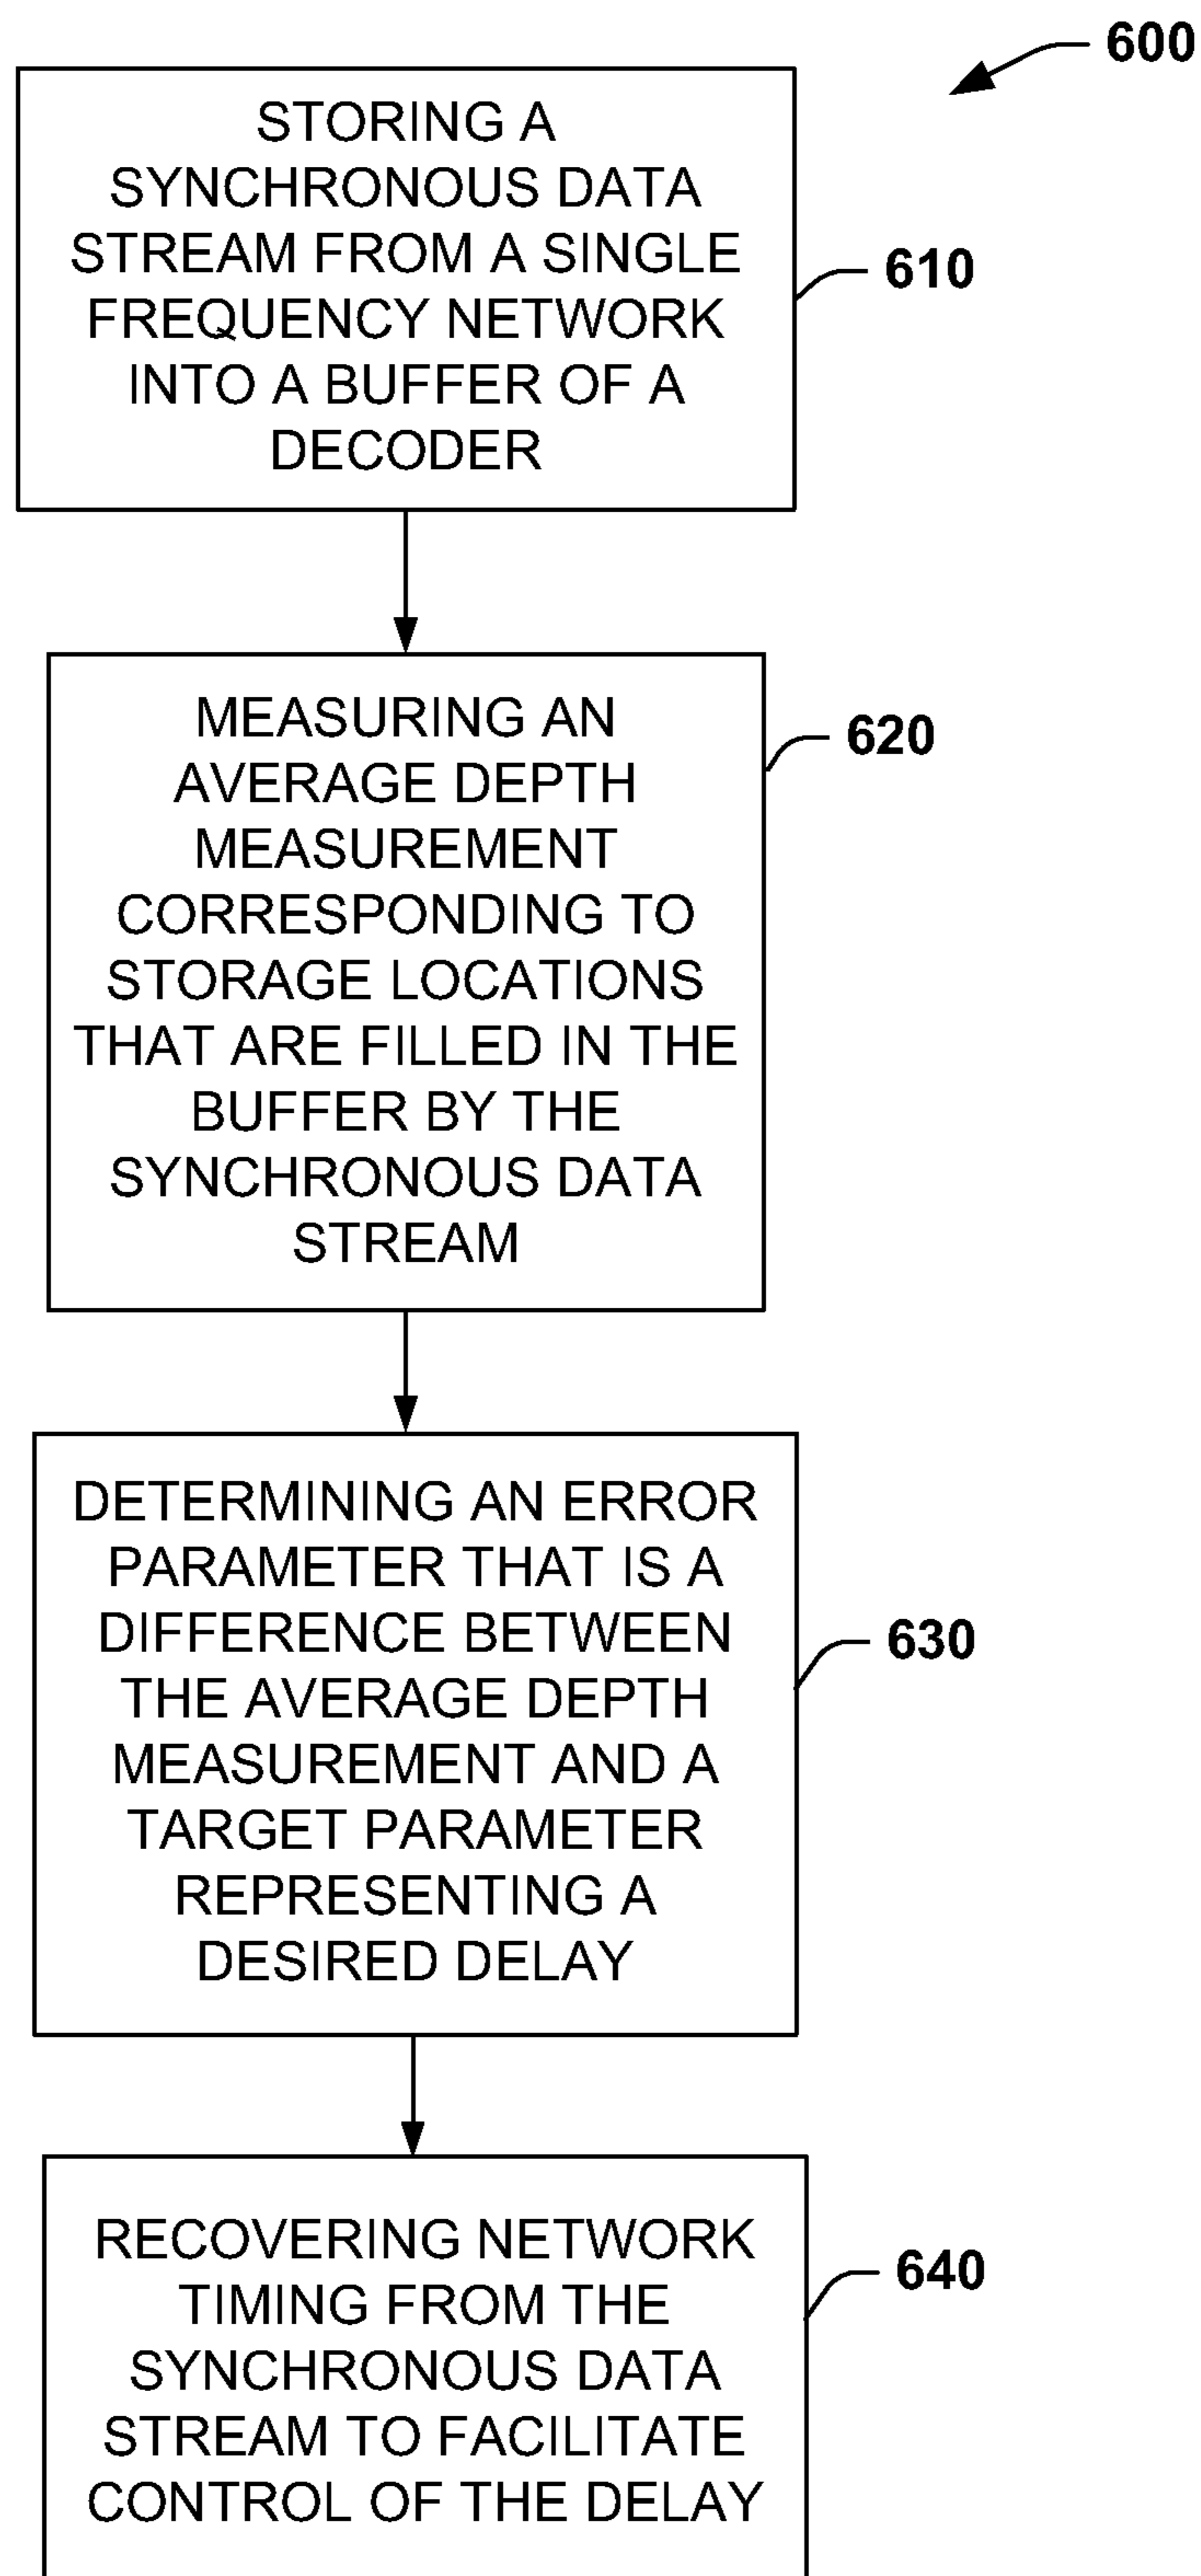 600
STORING A
SYNCHRONOUS DATA
STREAM FROM A SINGLE
FREQUENCY NETWORK
INTO A BUFFER OF A
DECODER
610
MEASURING AN
AVERAGE DEPTH
MEASUREMENT
CORRESPONDING TO
STORAGE LOCATIONS
THAT ARE FILLED IN THE
BUFFER BY THE
SYNCHRONOUS DATA
STREAM
620
DETERMINING AN ERROR
PARAMETER THAT IS A
DIFFERENCE BETWEEN
THE AVERAGE DEPTH
MEASUREMENT AND A
TARGET PARAMETER
REPRESENTING A
DESIRED DELAY
630
RECOVERING NETWORK
TIMING FROM THE
SYNCHRONOUS DATA
STREAM TO FACILITATE
CONTROL OF THE DELAY
640